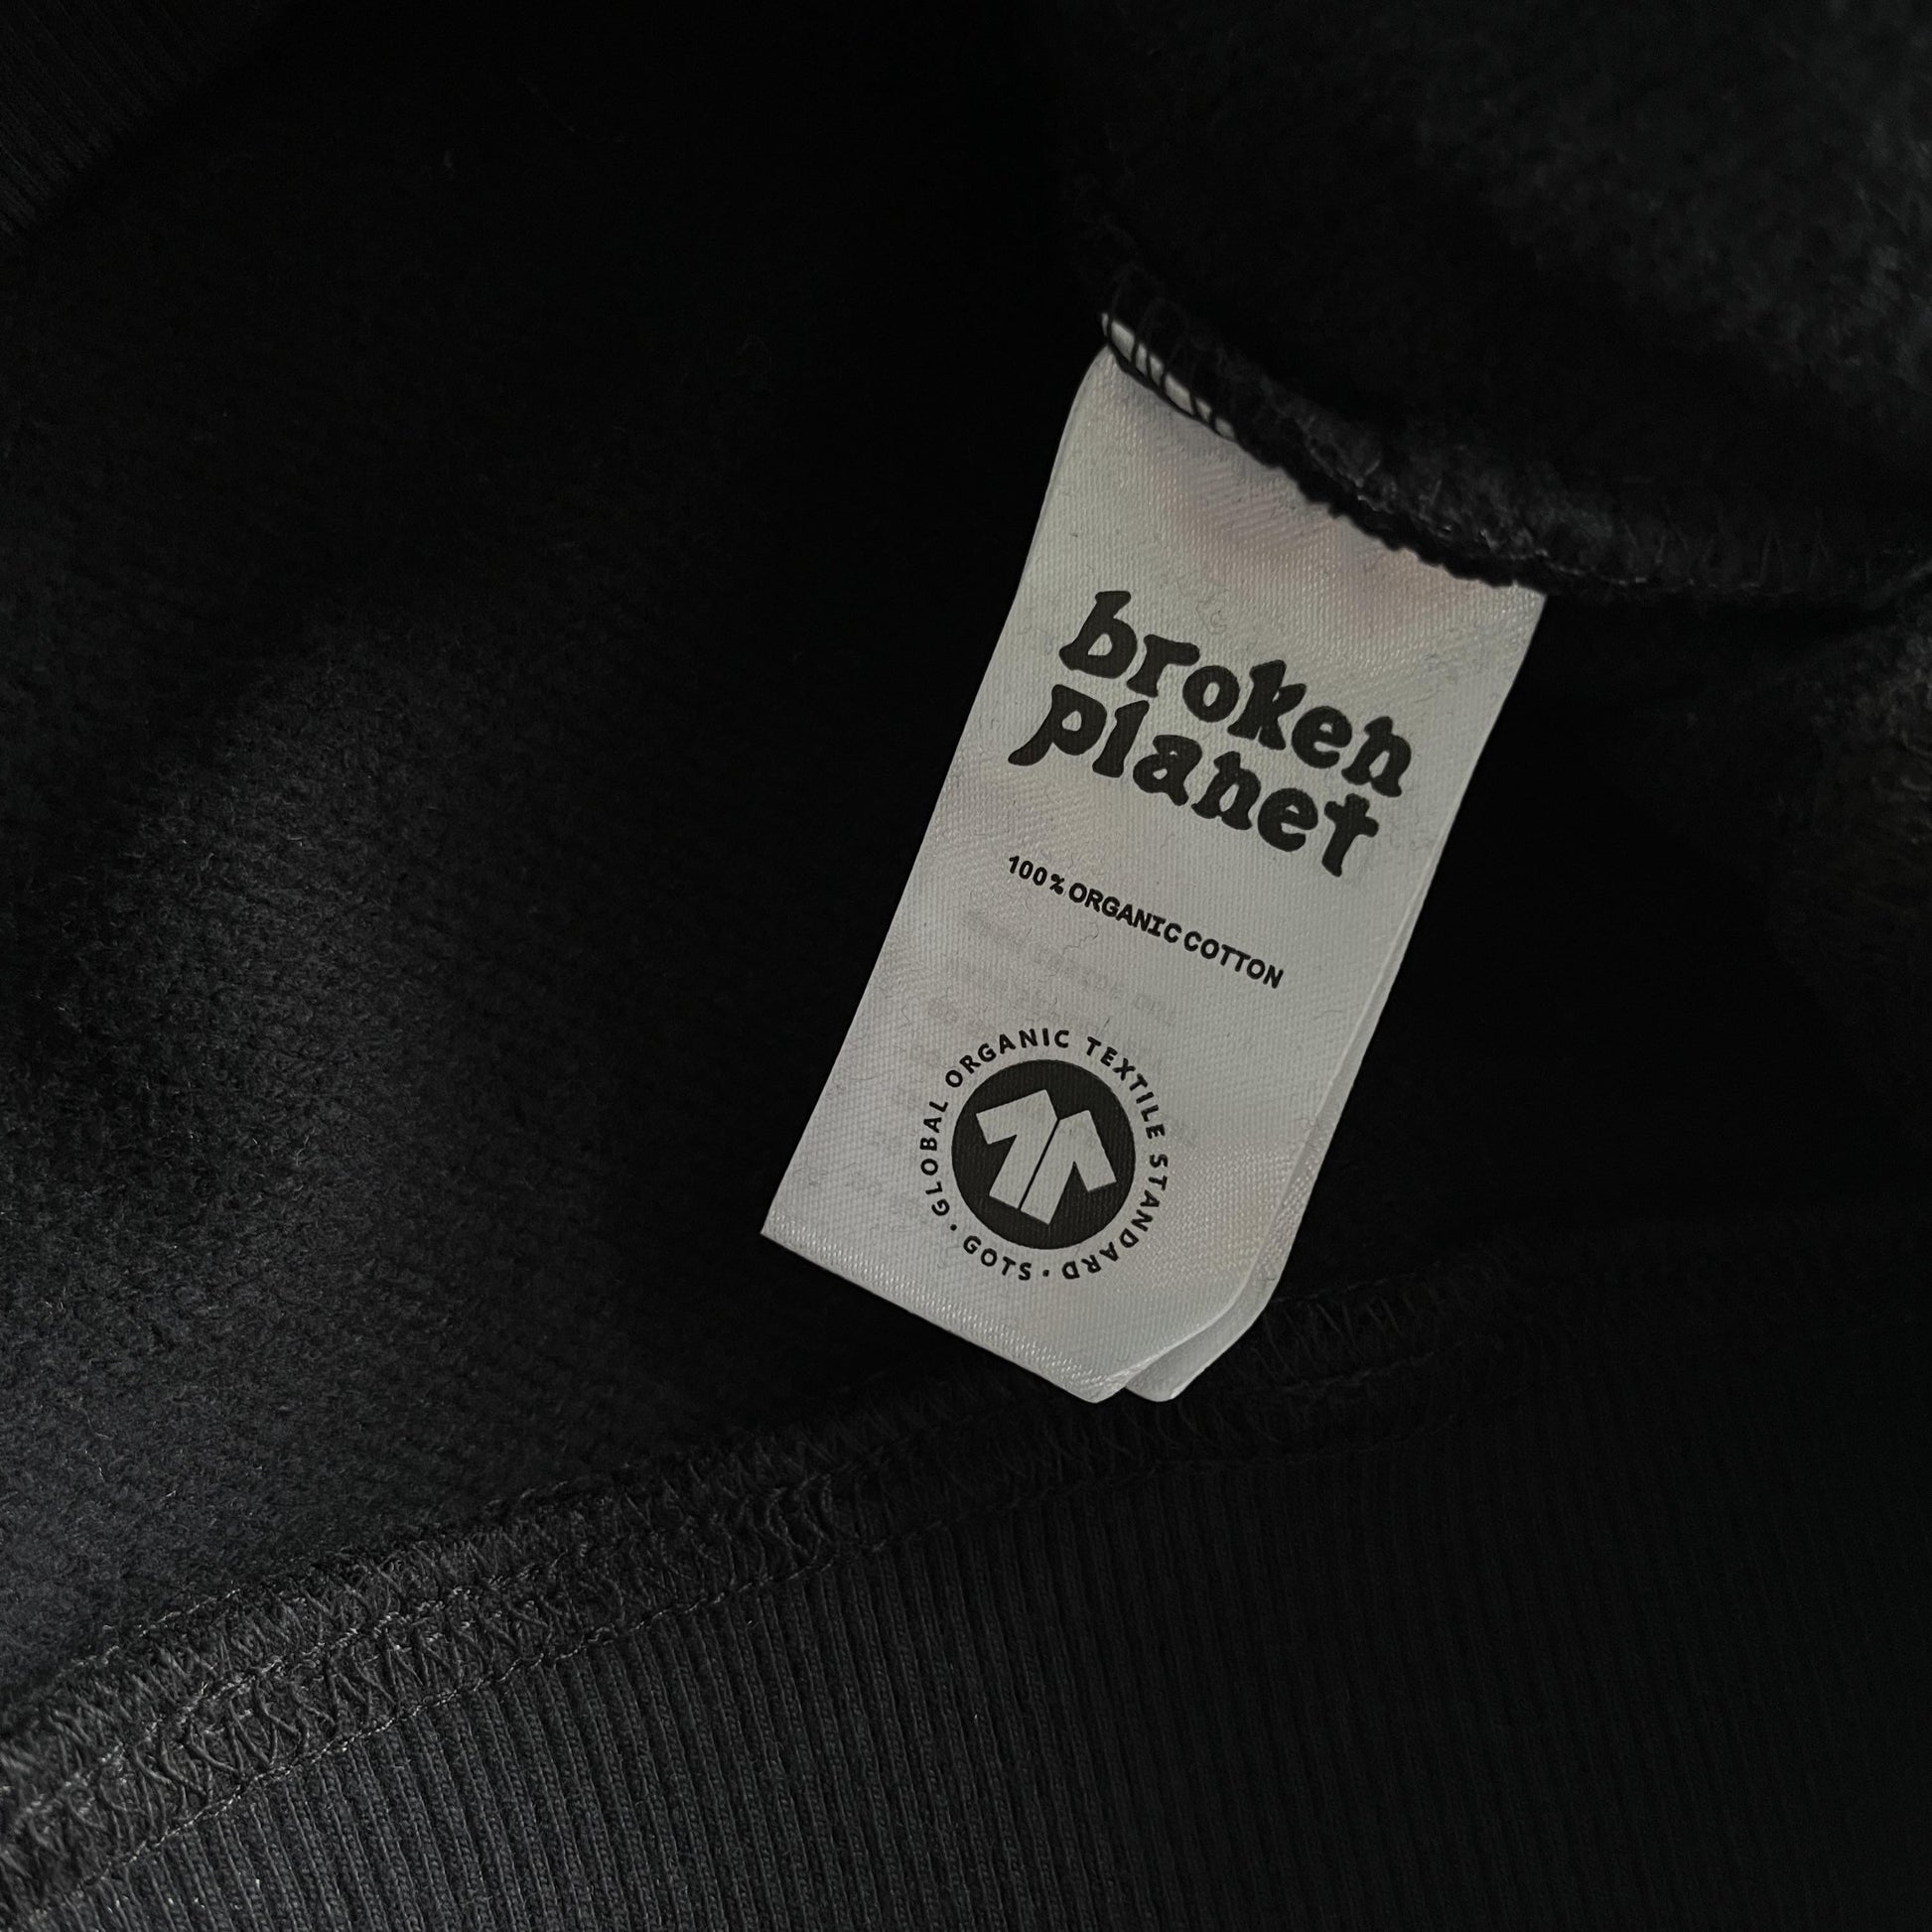 broken
planet
100% ORGANIC COTTON
GLOBAL ORGANIC TEXTILE STANDARD · GOTS ·